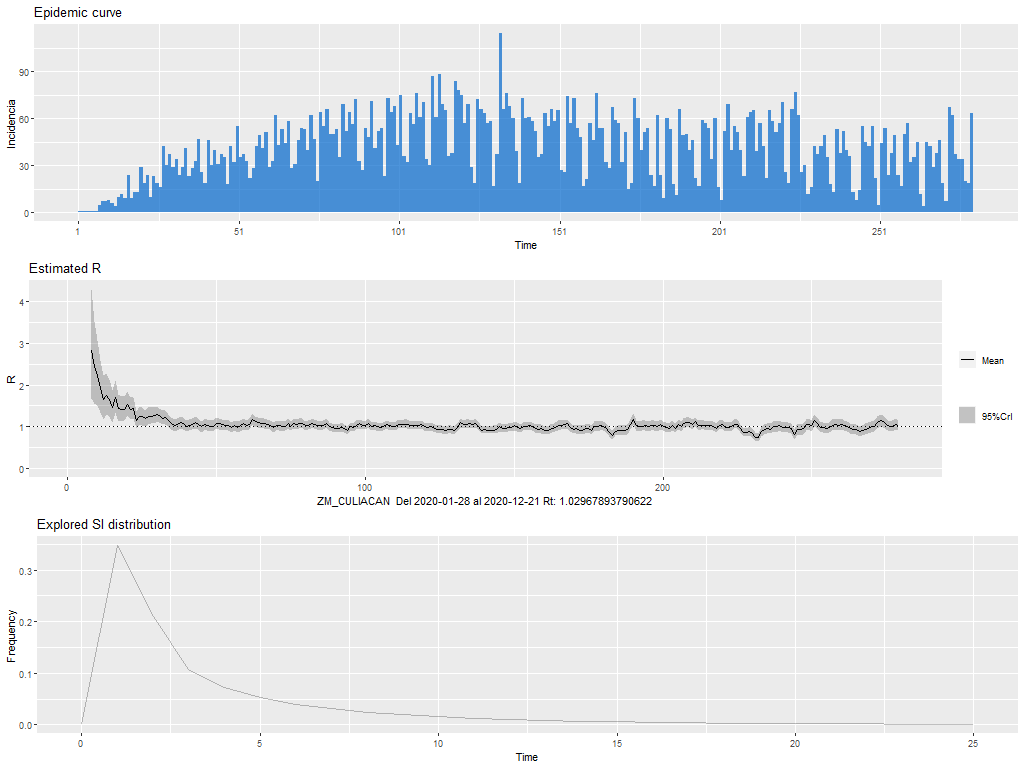 Epidemic curve
Incidencia
90
60
30
0
1
51
101
151
201
251
Time
Estimated R
R
4
3
2
1
0
0
100
200
ZM_CULIACAN Del 2020-01-28 al 2020-12-21 Rt: 1.02967893790622
Mean
95%CrI
Explored SI distribution
Frequency
0.3
0.2
0.1
0.0
0
5
10
15
20
25
Time